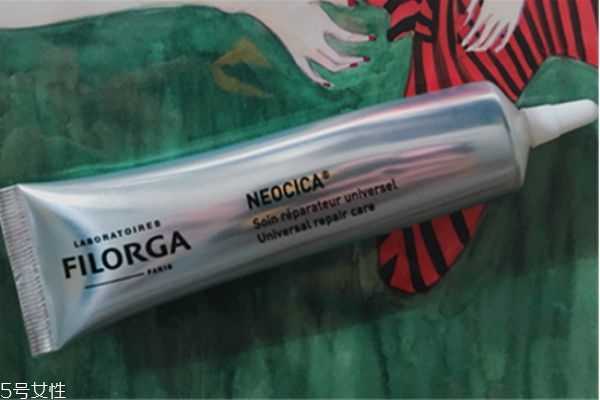 LABORATOIRES
FILORGA
PARIS
NEOCICA®
Soin réparateur universel
Universal repair care
5号女性